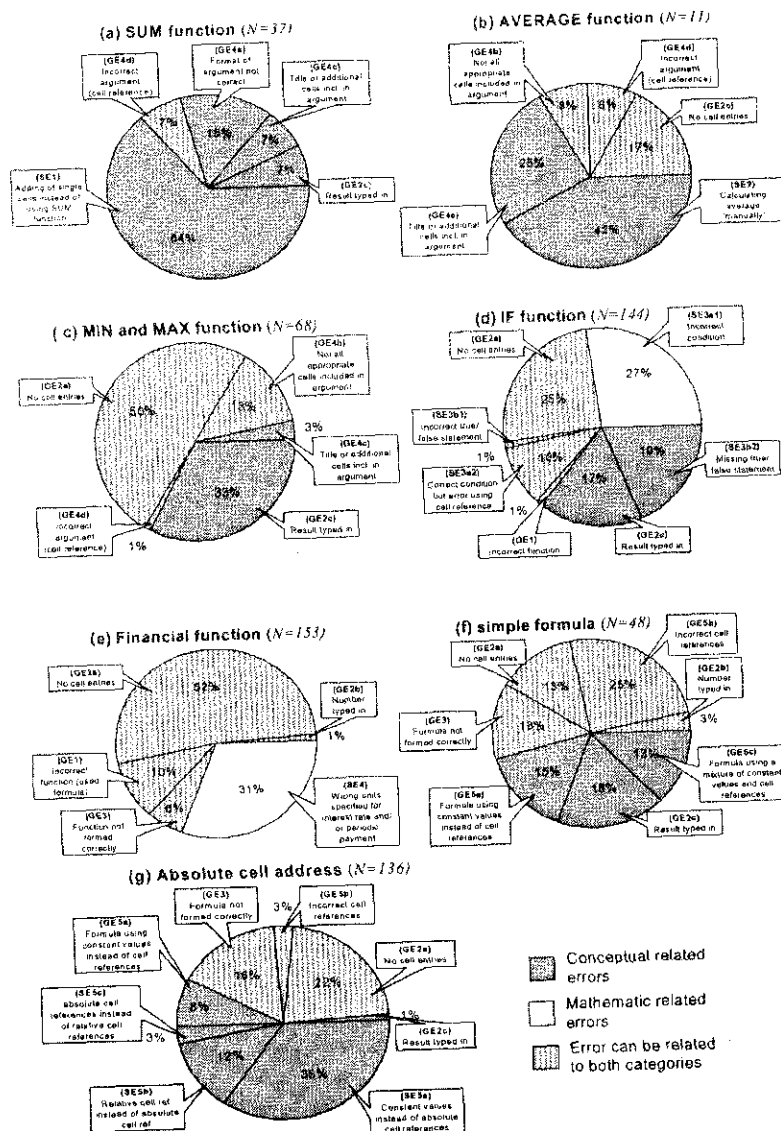 (a) SUM function (N=37)
(GE4d)
Incorrect
argument
(cell reference)
(GE4e)
Format of
argument not
correct
(GE4c)
Title or additional
cells incl. in
argument
(GE2c)
Result typed in
(SE1)
Adding of single
cells instead of
using SUM
function
7%
15%
7%
7%
64%
(b) AVERAGE function (N=11)
(GE4b)
Not all
appropriate
cells included in
argument
(GE4d)
Incorrect
argument
(cell reference)
(GE2a)
No cell entries
(SE2)
Calculating
average
'manually'
(GE4c)
Title or additional
cells incl. in
argument
8%
8%
17%
42%
25%
(c) MIN and MAX function (N=68)
(GE2a)
No cell entries
(GE4b)
Not all
appropriate
cells included in
argument
(GE4c)
Title or additional
cells incl. in
argument
(GE2c)
Result typed in
(GE4d)
Incorrect
argument
(cell reference)
50%
13%
3%
33%
1%
(d) IF function (N=144)
(GE2a)
No cell entries
(SE3a1)
Incorrect
condition
(SE3b1)
Incorrect true/
false statement
(SE3a2)
Correct condition
but error using
cell reference
(GE1)
Incorrect function
(GE2c)
Result typed in
(SE3b2)
Missing true/
false statement
27%
25%
1%
10%
1%
17%
19%
(e) Financial function (N=153)
(GE2a)
No cell entries
(GE2b)
Number
typed in
(GE1)
Incorrect
function (used
formula)
(GE3)
Function not
formed
correctly
(SE4)
Wrong units
specified for
interest rate and/
or periodic
payment
52%
1%
10%
6%
31%
(f) simple formula (N=48)
(GE2a)
No cell entries
(GE5b)
Incorrect cell
references
(GE2b)
Number
typed in
(GE3)
Formula not
formed correctly
(GE5a)
Formula using
constant values
instead of cell
references
(GE2c)
Result typed in
(GE5c)
Formula using a
mixture of constant
values and cell
references
13%
25%
3%
13%
15%
18%
13%
(g) Absolute cell address (N=136)
(GE3)
Formula not
formed correctly
(GE5b)
Incorrect cell
references
(GE5a)
Formula using
constant values
instead of cell
references
(GE2a)
No cell entries
(SE5c)
absolute cell
references instead
of relative cell
references
(GE2c)
Result typed in
(SE5b)
Relative cell ref
instead of absolute
cell ref
(SE5a)
Constant values
instead of absolute
cell references
3%
16%
22%
1%
8%
3%
12%
Conceptual related
errors
Mathematic related
errors
Error can be related
to both categories